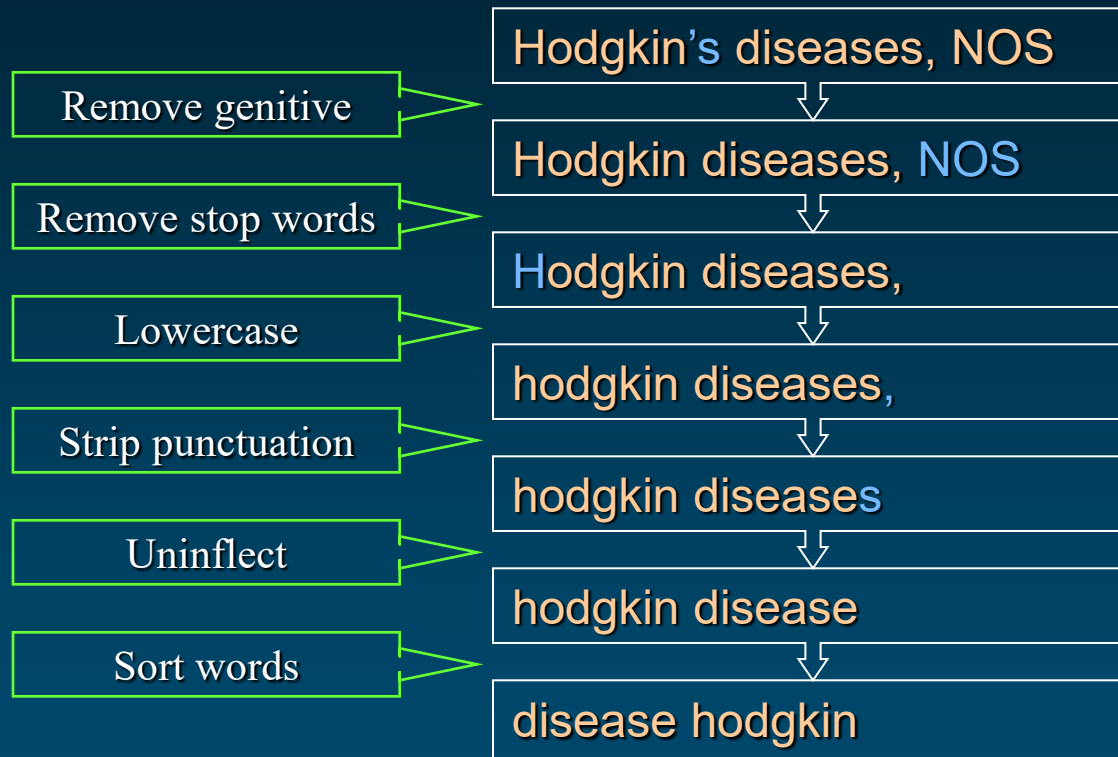 Hodgkin’s diseases, NOS
Remove genitive
Hodgkin diseases, NOS
Remove stop words
Hodgkin diseases,
Lowercase
hodgkin diseases,
Strip punctuation
hodgkin diseases
Uninflect
hodgkin disease
Sort words
disease hodgkin